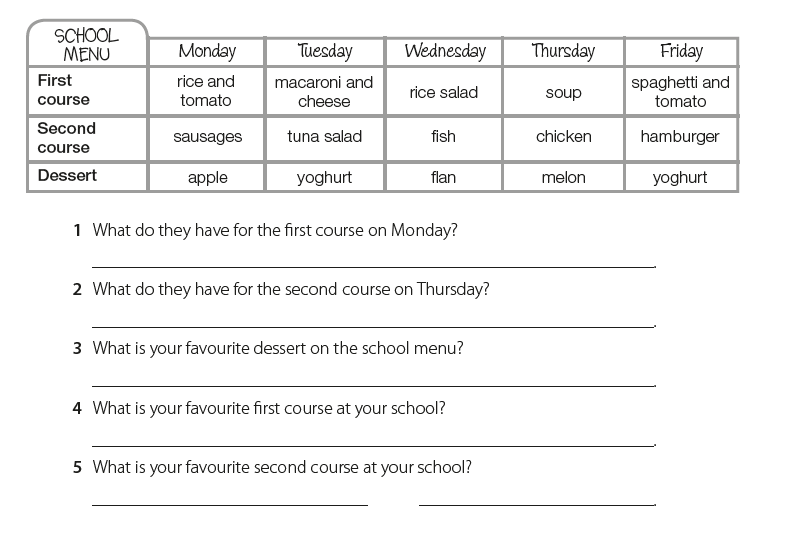 SCHOOL
MENU
Monday Tuesday Wednesday Thursday Friday
First
course
rice and
tomato
macaroni and
cheese
rice salad
soup
spaghetti and
tomato
Second
course
sausages
tuna salad
fish
chicken
hamburger
Dessert
apple
yoghurt
flan
melon
yoghurt
1 What do they have for the first course on Monday?
2 What do they have for the second course on Thursday?
3 What is your favourite dessert on the school menu?
4 What is your favourite first course at your school?
5 What is your favourite second course at your school?